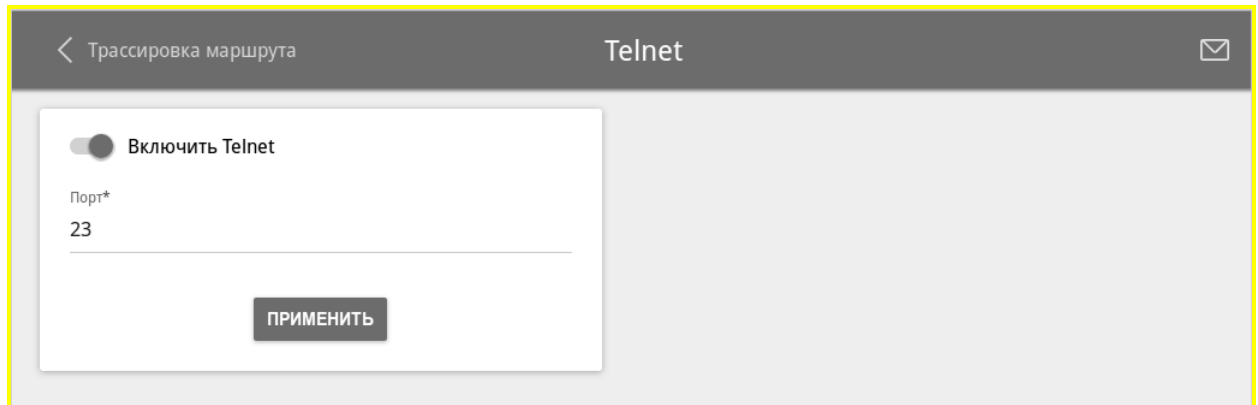 Трассировка маршрута
Telnet
Включить Telnet
Порт*
23
ПРИМЕНИТЬ